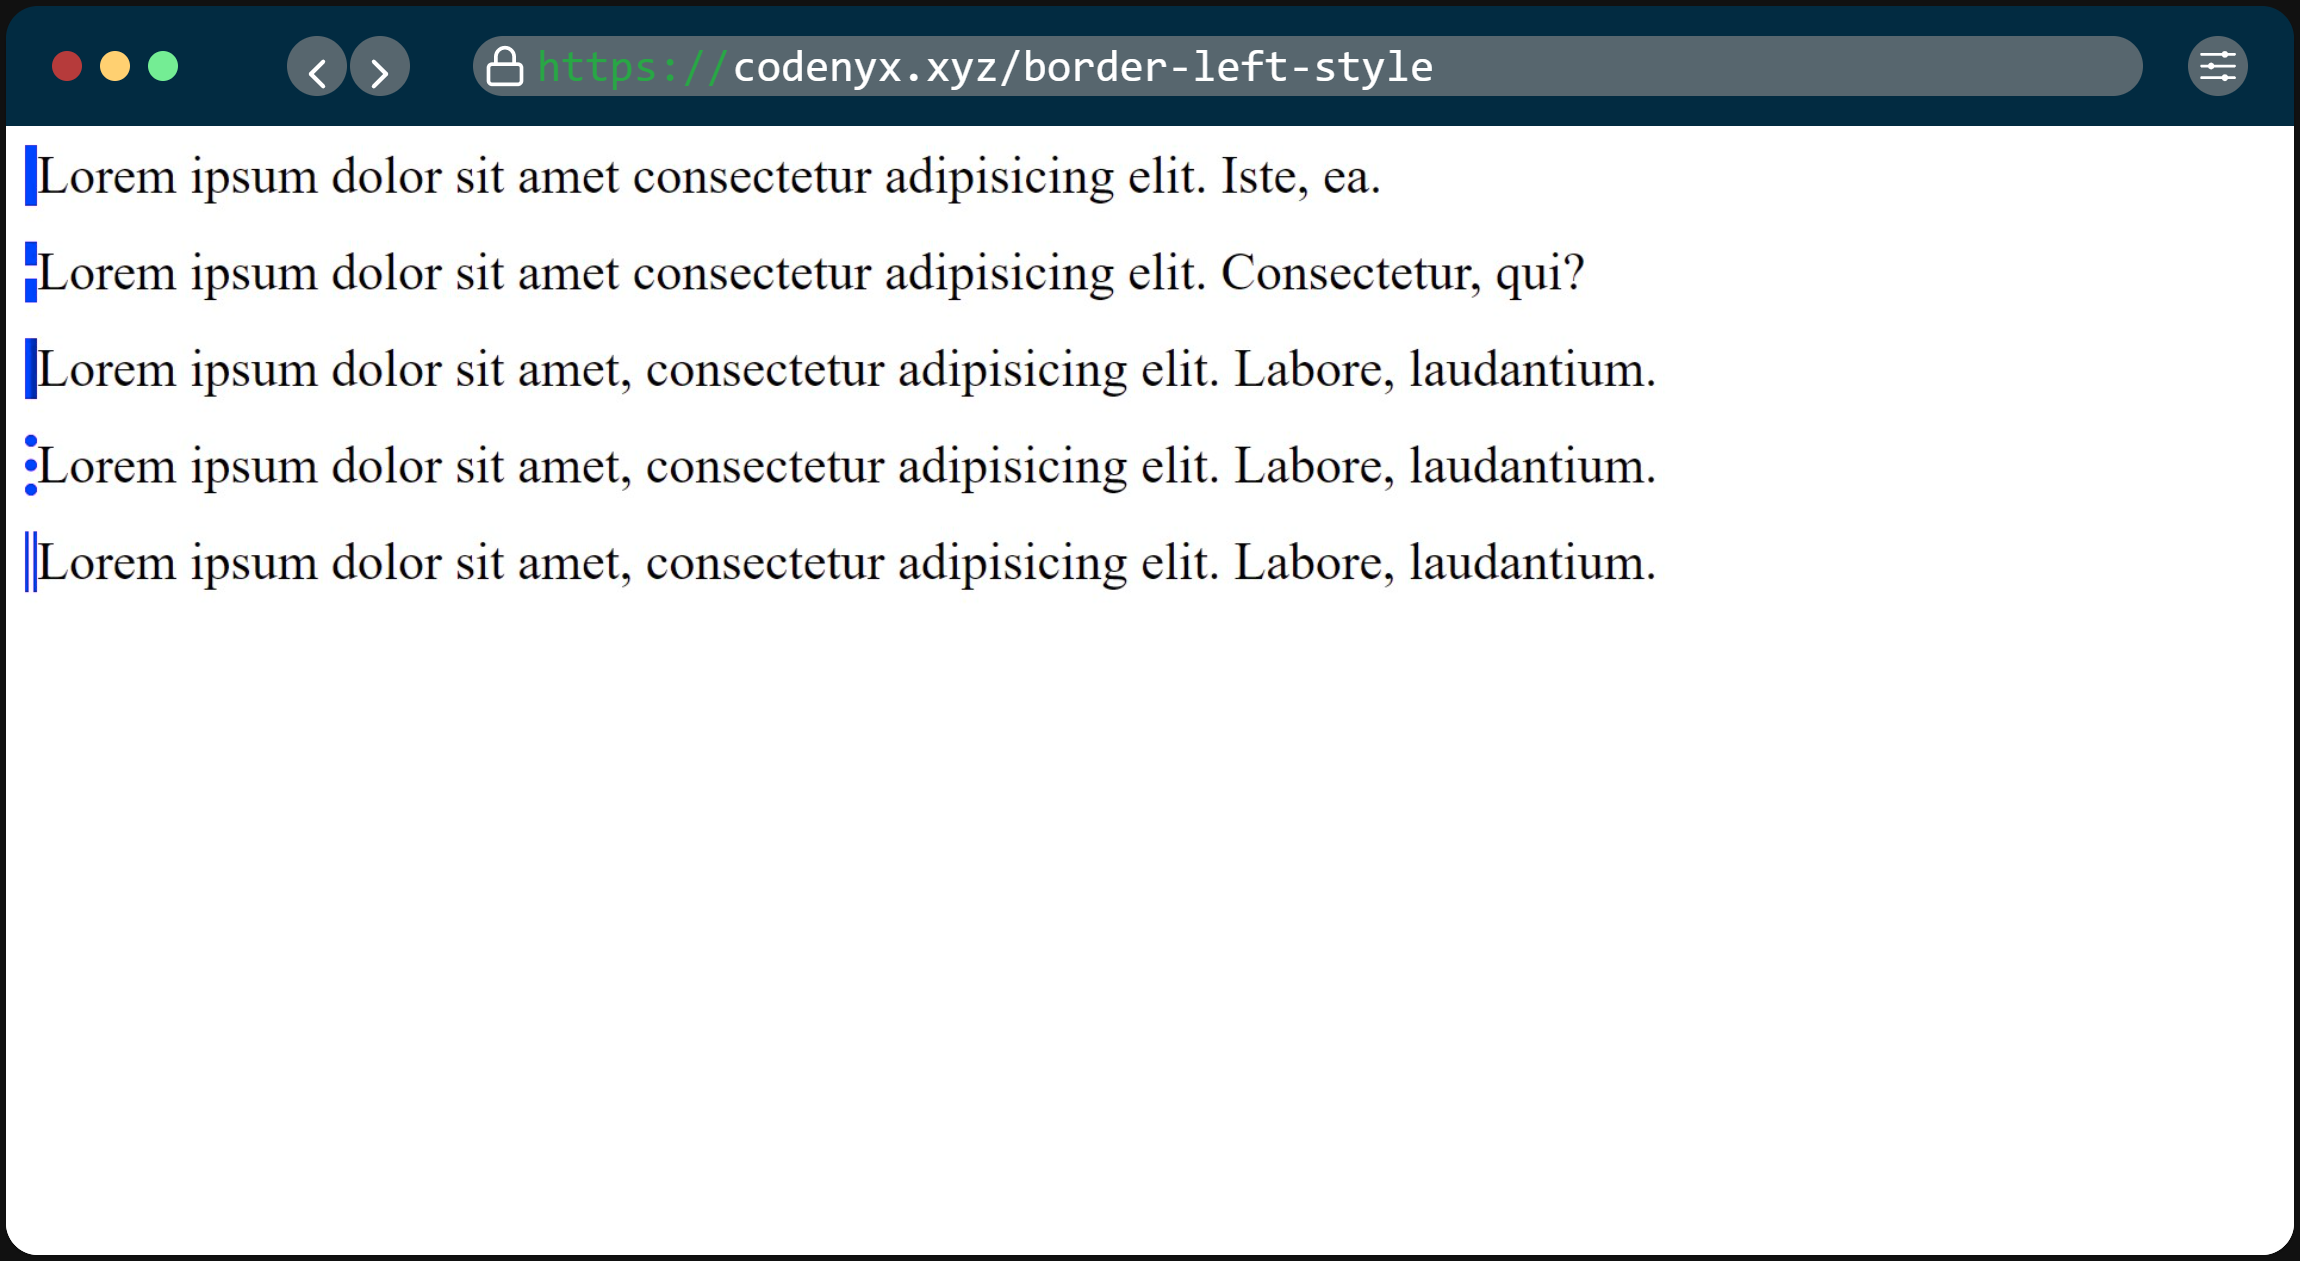 https://codenyx.xyz/border-left-style
Lorem ipsum dolor sit amet consectetur adipisicing elit. Iste, ea.
Lorem ipsum dolor sit amet consectetur adipisicing elit. Consectetur, qui?
Lorem ipsum dolor sit amet, consectetur adipisicing elit. Labore, laudantium.
Lorem ipsum dolor sit amet, consectetur adipisicing elit. Labore, laudantium.
Lorem ipsum dolor sit amet, consectetur adipisicing elit. Labore, laudantium.